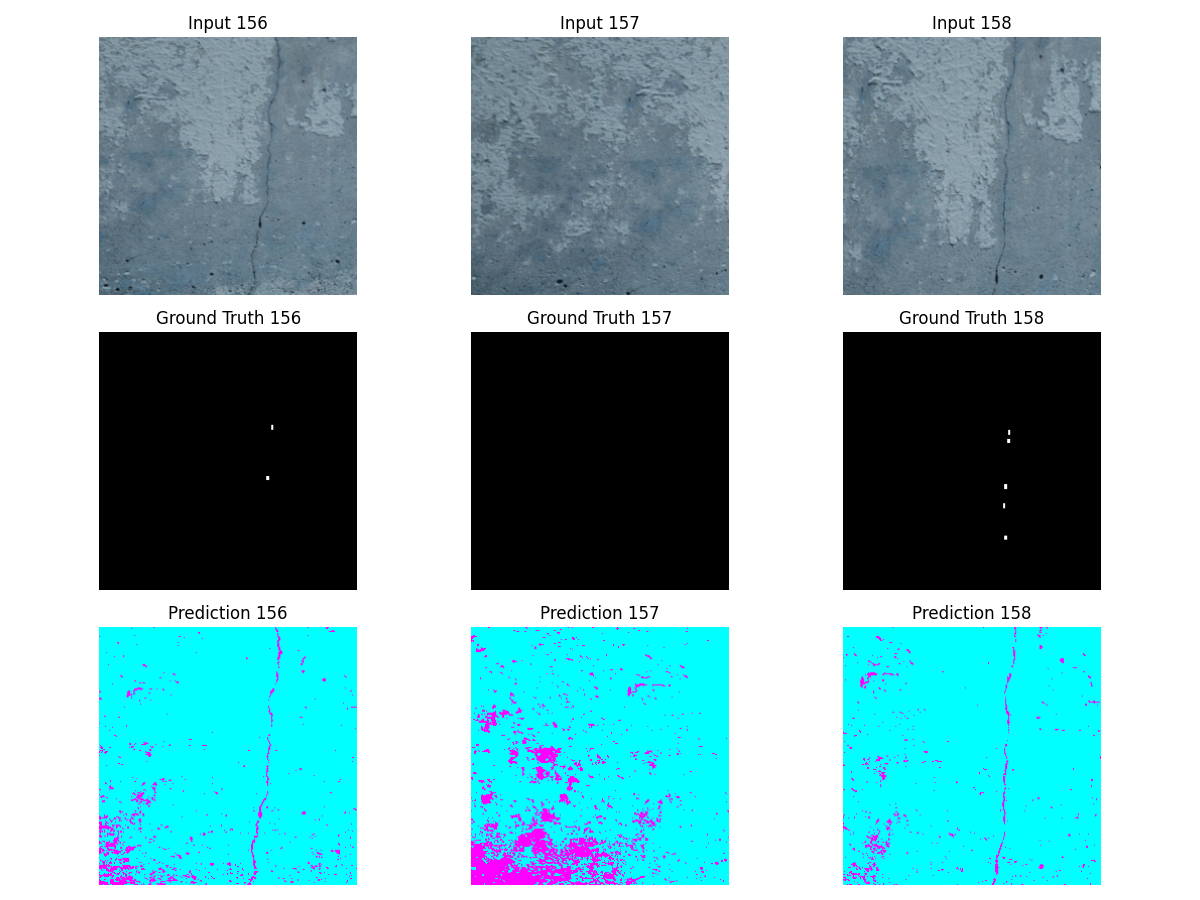 Input 156
Input 157
Input 158
Ground Truth 156
Ground Truth 157
Ground Truth 158
Prediction 156
Prediction 157
Prediction 158